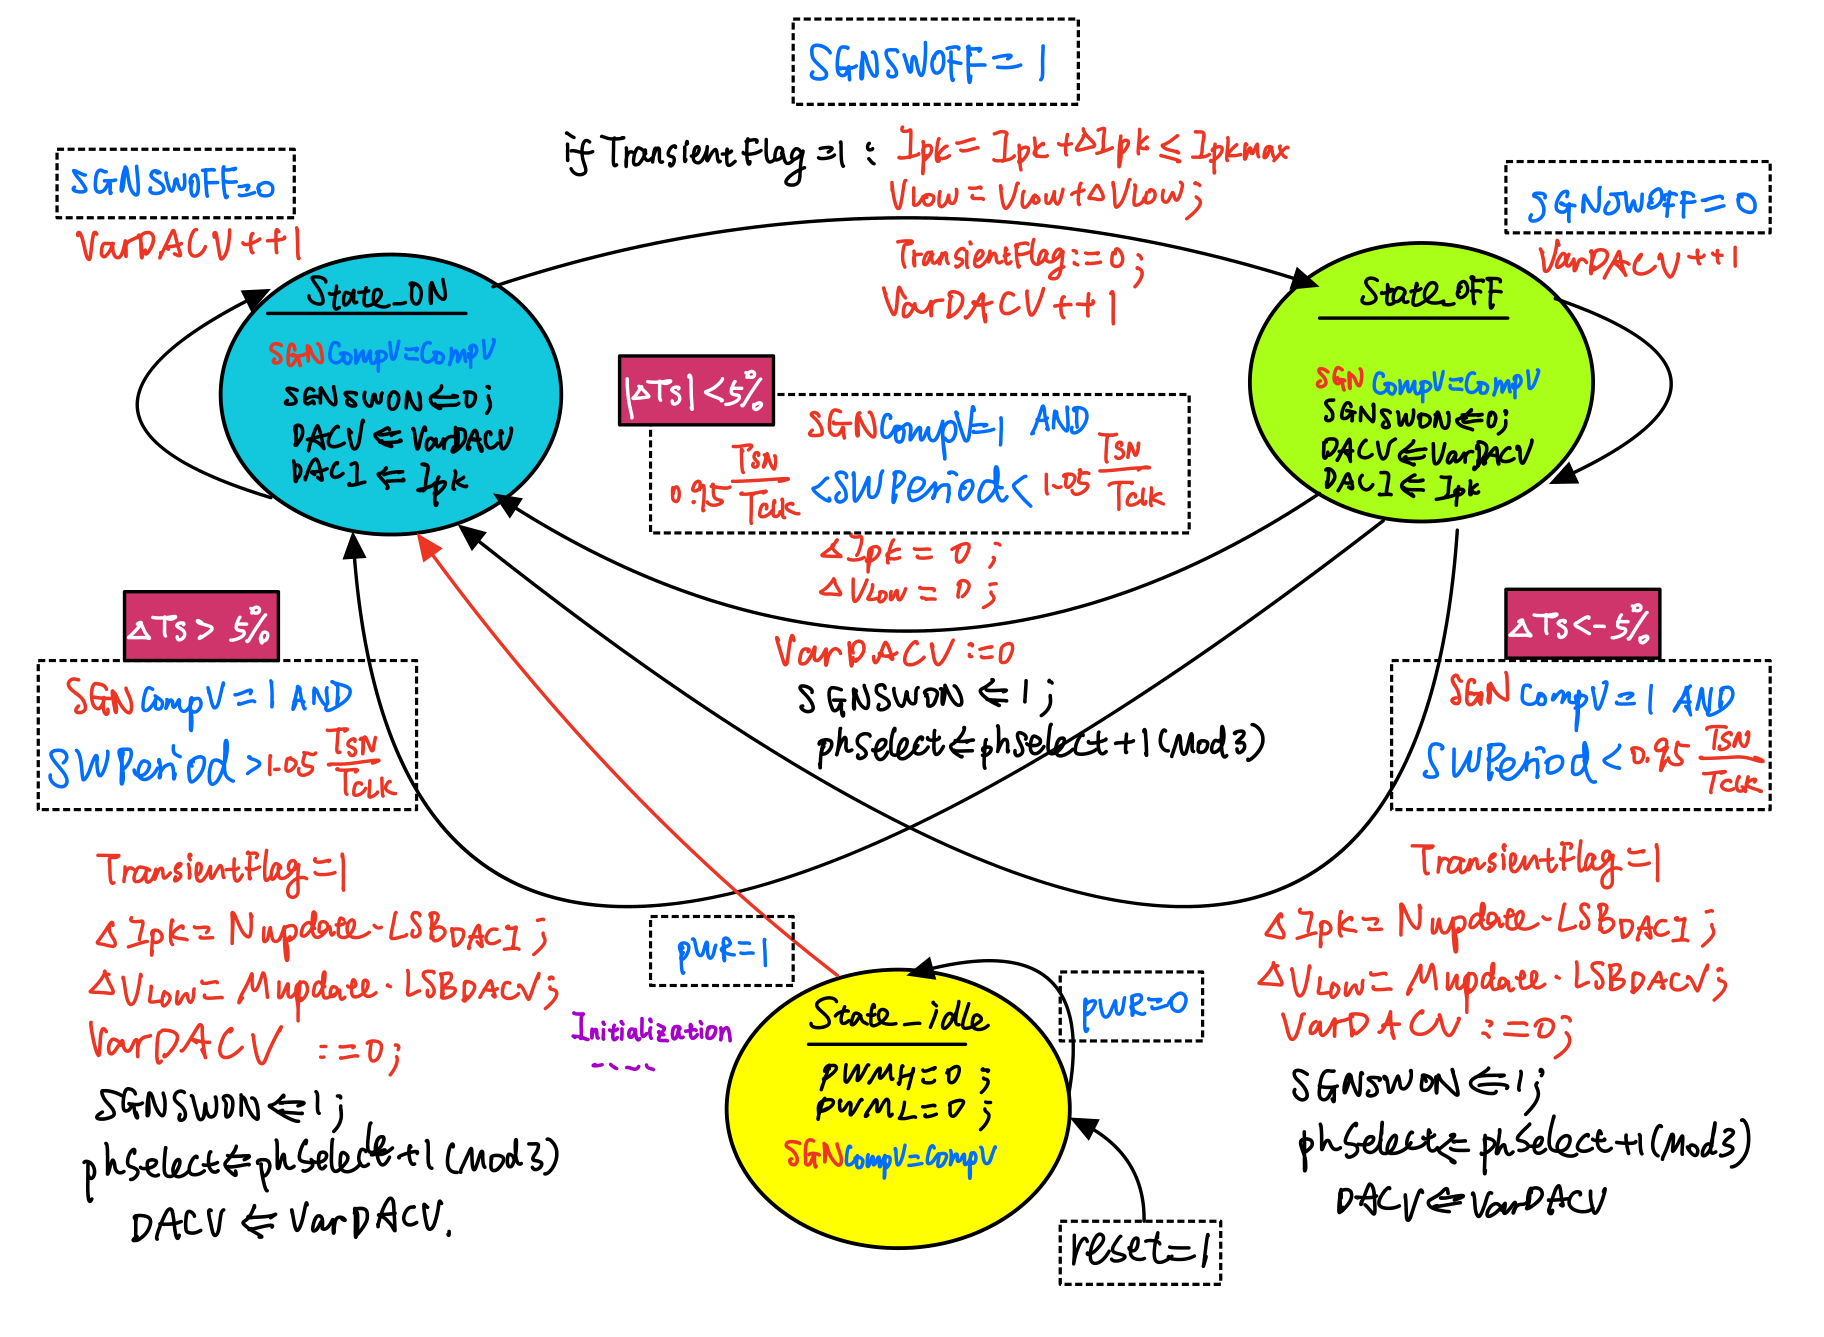 SGNSWOFF = 1
if TransientFlag =1 : Ipk = Ipk + ΔIpk ≤ Ipkmax
VLow = VLow + ΔVLow ;
TransientFlag := 0 ;
VarDACV ++ 1
SGNSWOFF=0
VarDACV ++1
SGNSWOFF = 0
VarDACV ++1
State_ON
SGN CompV = CompV
SGNSWON ⇐ 0 ;
DACV ⇐ VarDACV
DACI ⇐ Ipk
State_OFF
SGN CompV = CompV
SGNSWON ⇐ 0;
DACV ⇐ VarDACV
DACI ⇐ Ipk
|ΔTs| < 5%
SGN CompV=1 AND
0.95 TSN/TCLK < SWPeriod < 1.05 TSN/TCLK
ΔIpk = 0 ;
ΔVLow = 0 ;
VarDACV := 0
SGNSWON ⇐ 1 ;
phSelect ⇐ phSelect + 1 (Mod3)
ΔTs > 5%
SGN CompV = 1 AND
SWPeriod > 1.05 TSN/TCLK
TransientFlag = 1
ΔIpk = Nupdate · LSBDACI ;
ΔVLow = Mupdate · LSBDACV ;
VarDACV := 0 ;
SGNSWON ⇐ 1 ;
phSelect ⇐ phSelect + 1 (Mod3)
DACV ⇐ VarDACV.
ΔTs < - 5%
SGN CompV = 1 AND
SWPeriod < 0.95 TSN/TCLK
TransientFlag = 1
ΔIpk = Nupdate · LSBDACI ;
ΔVLow = Mupdate · LSBDACV ;
VarDACV := 0 ;
SGNSWON ⇐ 1 ;
phSelect ⇐ phSelect + 1 (Mod3)
DACV ⇐ VarDACV
PWR = 1
Initialization
PWR=0
State_idle
PWMH = 0 ;
PWML = 0 ;
SGN CompV = CompV
reset=1